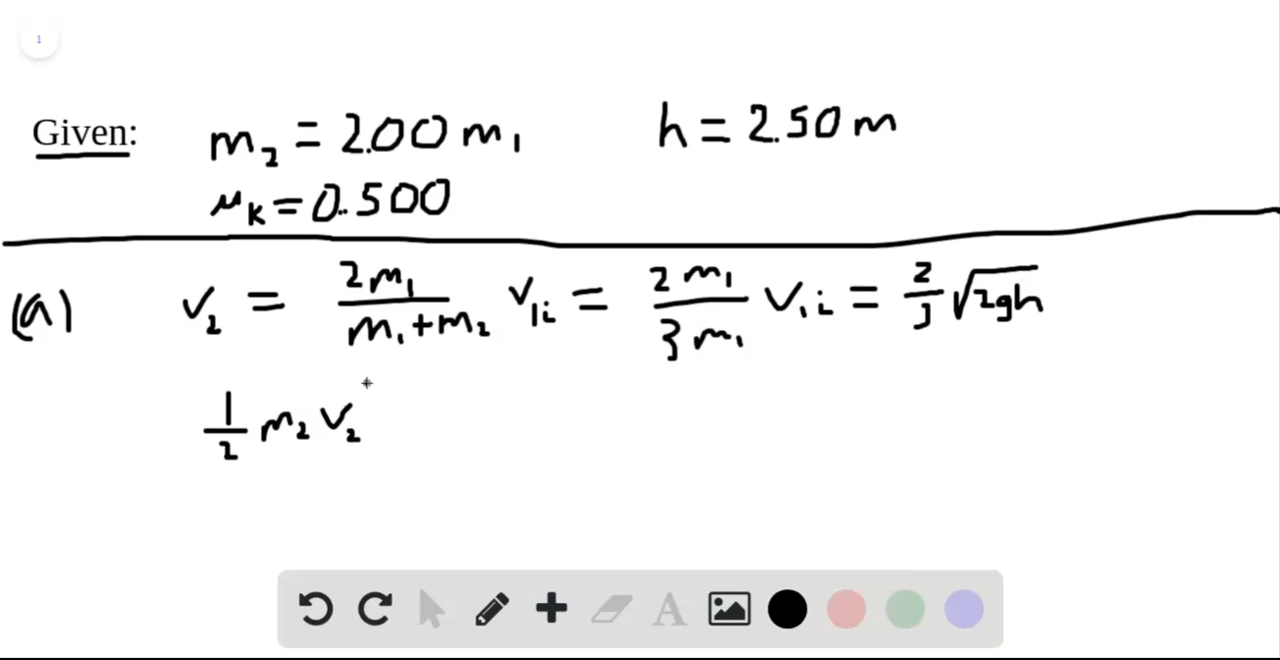 1
Given: m₂ = 2.00 m₁ h = 2.50 m
μₖ = 0.500
(a) v₂ = 2m₁/(m₁+m₂) v₁ᵢ = 2m₁/3m₁ v₁ᵢ = 2/3 √2gh
1/2 m₂ v₂
A